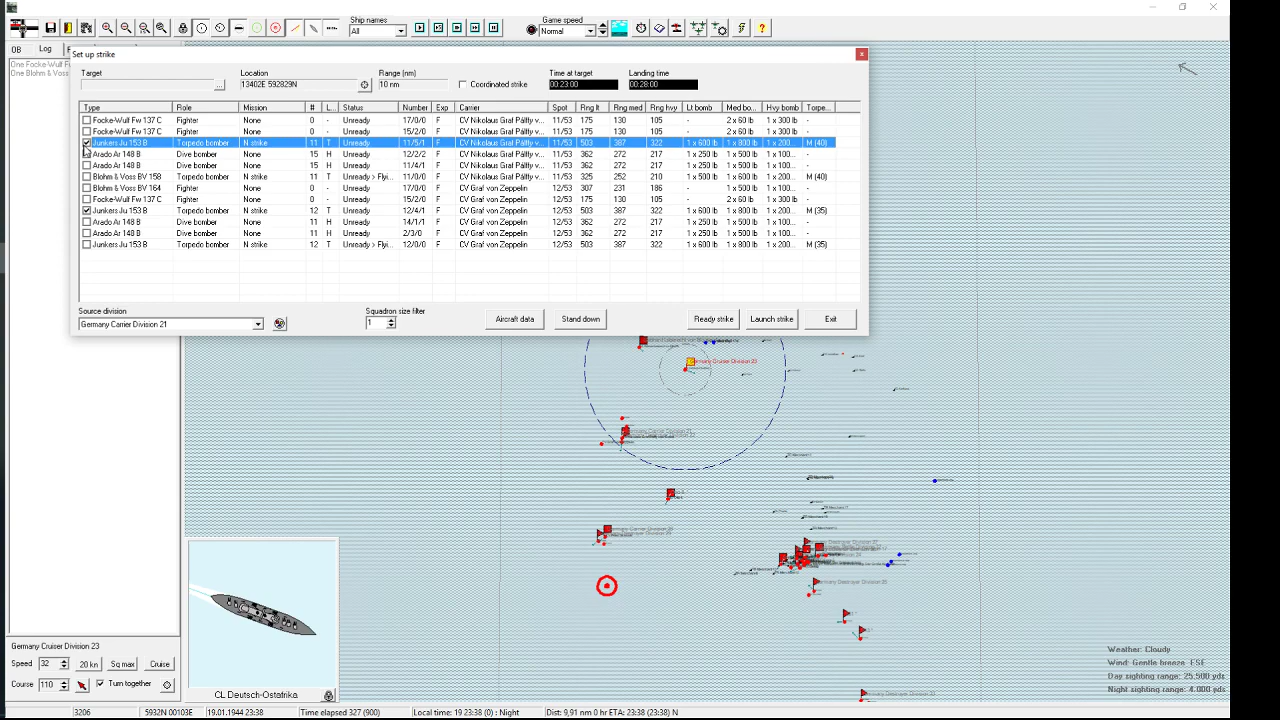 Ship names
Game speed
All
Normal
OB
Log
One Focke-Wulf F
One Blohm & Voss
Set up strike
Target
Location
Range (nm)
Time at target
Landing time
13402E 592829N
10 nm
Coordinated strike
00:23:00
00:28:00
Type Role Mission # L... Status Number Exp Carrier Spot Rng lt Rng med Rng hvy Lt bomb Med bo... Hvy bomb Torpe...
Focke-Wulf Fw 137 C Fighter None 0 - Unready 17/0/0 F CV Nikolaus Graf Pálffy v... 11/53 175 130 105 - 2 x 60 lb 1 x 300 lb -
Focke-Wulf Fw 137 C Fighter None 0 - Unready 15/2/0 F CV Nikolaus Graf Pálffy v... 11/53 175 130 105 - 2 x 60 lb 1 x 300 lb -
Junkers Ju 153 B Torpedo bomber N strike 11 T Unready 11/5/1 F CV Nikolaus Graf Pálffy v... 11/53 503 387 322 1 x 600 lb 1 x 800 lb 1 x 200... M (40)
Arado Ar 148 B Dive bomber None 15 H Unready 12/2/2 F CV Nikolaus Graf Pálffy v... 11/53 362 272 217 1 x 250 lb 1 x 500 lb 1 x 100... -
Arado Ar 148 B Dive bomber None 15 H Unready 11/4/1 F CV Nikolaus Graf Pálffy v... 11/53 362 272 217 1 x 250 lb 1 x 500 lb 1 x 100... -
Blohm & Voss BV 158 Torpedo bomber N strike 11 T Unready > Flyi... 11/0/0 F CV Nikolaus Graf Pálffy v... 11/53 325 252 210 1 x 250 lb 1 x 500 lb 1 x 100... M (40)
Blohm & Voss BV 164 Fighter None 0 - Unready 17/0/0 F CV Graf von Zeppelin 12/53 307 231 186 - 2 x 60 lb 1 x 300 lb -
Focke-Wulf Fw 137 C Fighter None 0 - Unready 15/2/0 F CV Graf von Zeppelin 12/53 175 130 105 - 2 x 60 lb 1 x 300 lb -
Junkers Ju 153 B Torpedo bomber N strike 12 T Unready 12/4/1 F CV Graf von Zeppelin 12/53 503 387 322 1 x 600 lb 1 x 800 lb 1 x 200... M (35)
Arado Ar 148 B Dive bomber None 11 H Unready 14/1/1 F CV Graf von Zeppelin 12/53 362 272 217 1 x 250 lb 1 x 500 lb 1 x 100... -
Arado Ar 148 B Dive bomber None 11 H Unready 2/3/0 F CV Graf von Zeppelin 12/53 362 272 217 1 x 250 lb 1 x 500 lb 1 x 100... -
Junkers Ju 153 B Torpedo bomber N strike 12 T Unready > Flyi... 12/0/0 F CV Graf von Zeppelin 12/53 503 387 322 1 x 600 lb 1 x 800 lb 1 x 200... M (35)
Source division
Squadron size filter
Germany Carrier Division 21
1
Aircraft data
Stand down
Ready strike
Launch strike
Exit
Germany Cruiser Division 23
Germany Cruiser Division 23
Speed 32 20 kn Sq max Cruise
Course 110 Turn together
CL Deutsch-Ostafrika
Weather: Cloudy
Wind: Gentle breeze ESE
Day sighting range: 25.500 yds
Night sighting range: 4.000 yds
3206 5932N 00103E 19.01.1944 23:38 Time elapsed 327 (900) Local time: 19 23:38 (0) : Night Dist: 9,91 nm 0 hr ETA: 23:38 (23:38) N